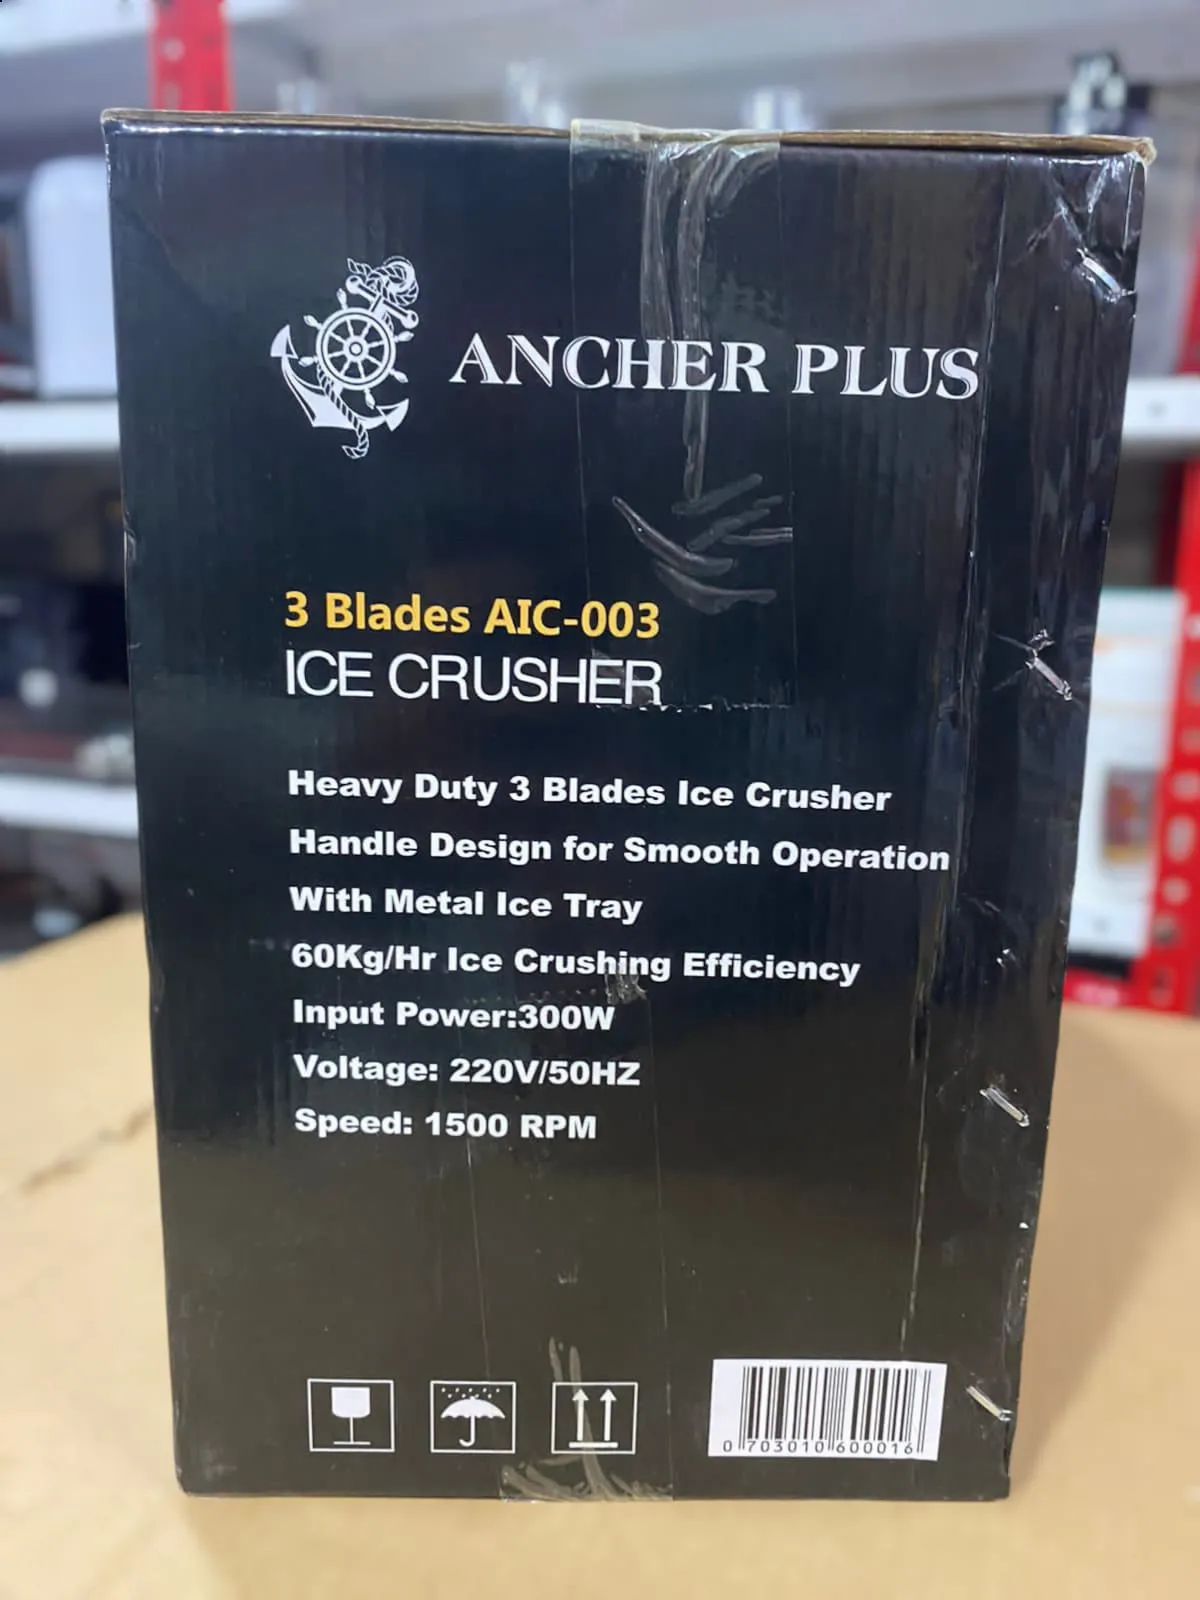 ANCHER PLUS
3 Blades AIC-003
ICE CRUSHER
Heavy Duty 3 Blades Ice Crusher
Handle Design for Smooth Operation
With Metal Ice Tray
60Kg/Hr Ice Crushing Efficiency
Input Power:300W
Voltage: 220V/50HZ
Speed: 1500 RPM
0 703010 600016